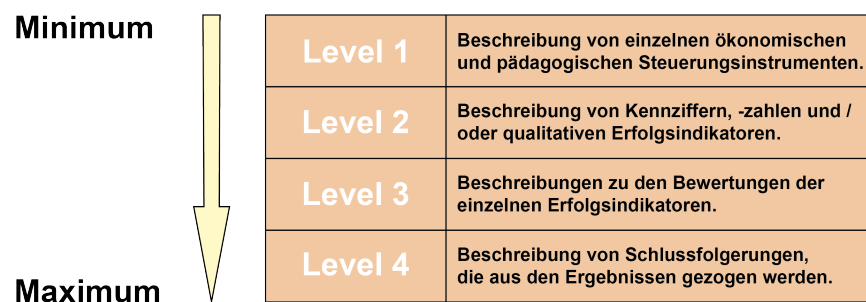 Minimum
Level 1
Beschreibung von einzelnen ökonomischen
und pädagogischen Steuerungsinstrumenten.
Level 2
Beschreibung von Kennziffern, -zahlen und /
oder qualitativen Erfolgsindikatoren.
Level 3
Beschreibungen zu den Bewertungen der
einzelnen Erfolgsindikatoren.
Level 4
Beschreibung von Schlussfolgerungen,
die aus den Ergebnissen gezogen werden.
Maximum